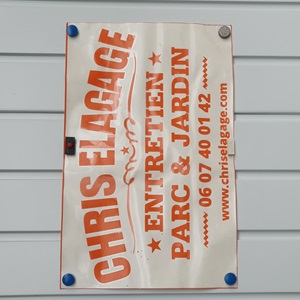 CHRIS ELAGAGE
ENTRETIEN
PARC & JARDIN
06 07 40 01 42
www.chriselagage.com